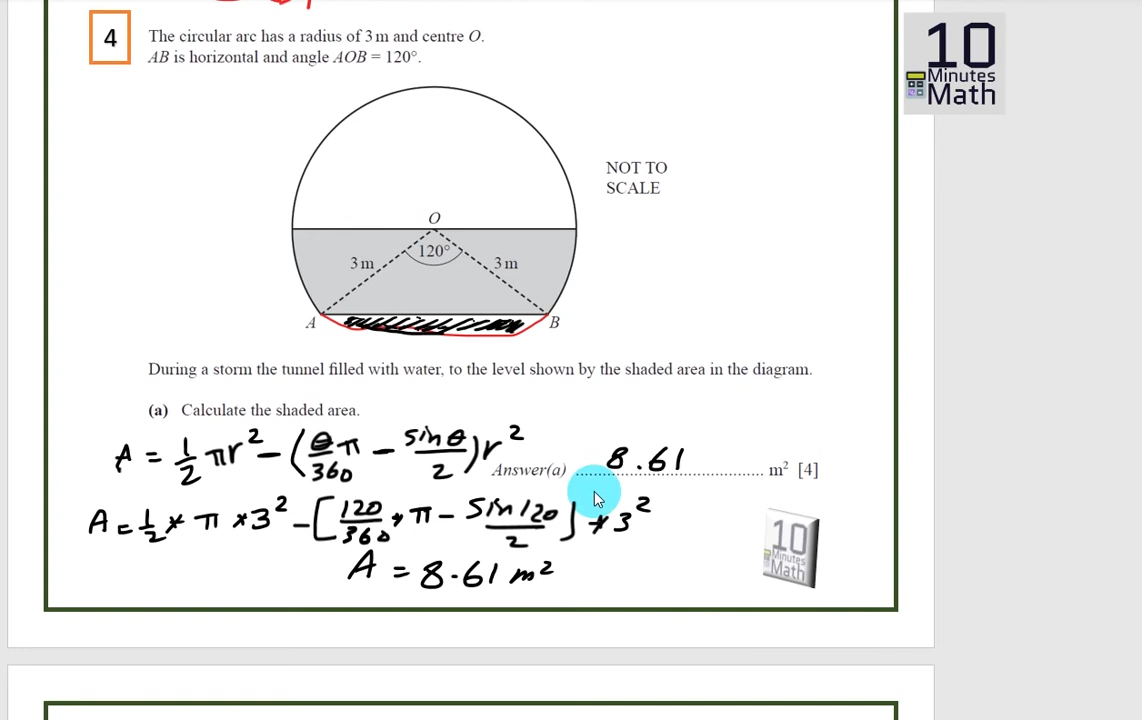 4
The circular arc has a radius of 3 m and centre O.
AB is horizontal and angle AOB = 120°.
10
Minutes
Math
NOT TO
SCALE
O
120°
3 m
3 m
A
B
During a storm the tunnel filled with water, to the level shown by the shaded area in the diagram.
(a) Calculate the shaded area.
A = 1/2 πr² - (θ/360 π - sin θ/2) r²
Answer(a) .......... 8.61 .......... m² [4]
A = 1/2 * π * 3² - [120/360 * π - sin 120/2] * 3²
A = 8.61 m²
10
Minutes
Math